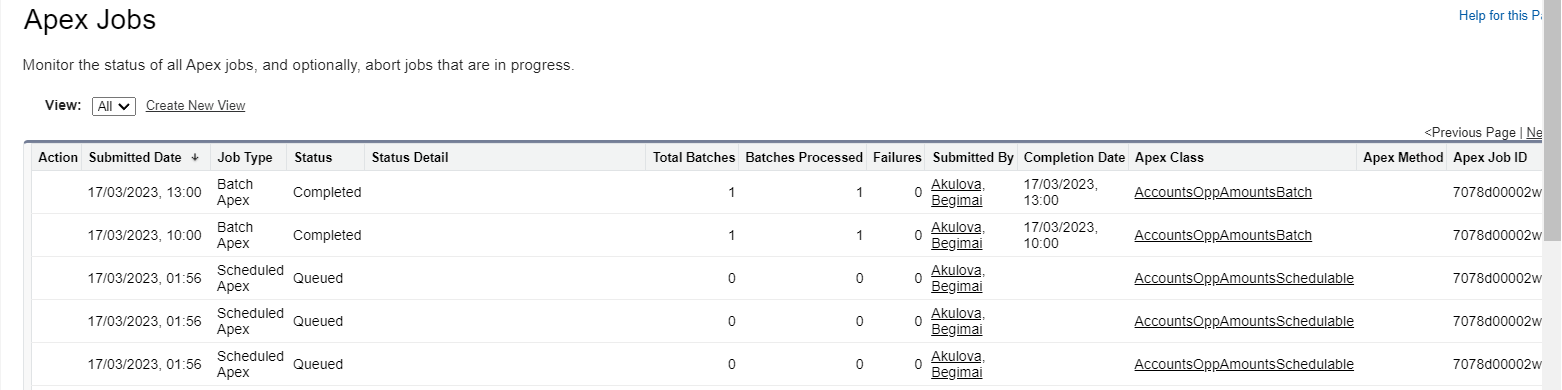 Apex Jobs
Help for this
Monitor the status of all Apex jobs, and optionally, abort jobs that are in progress.
View: All Create New View
<Previous Page |
Action Submitted Date Job Type Status Status Detail Total Batches Batches Processed Failures Submitted By Completion Date Apex Class Apex Method Apex Job ID
17/03/2023, 13:00 Batch Apex Completed 1 1 0 Akulova, Begimai 17/03/2023, 13:00 AccountsOppAmountsBatch 7078d00002w
17/03/2023, 10:00 Batch Apex Completed 1 1 0 Akulova, Begimai 17/03/2023, 10:00 AccountsOppAmountsBatch 7078d00002w
17/03/2023, 01:56 Scheduled Apex Queued 0 0 0 Akulova, Begimai AccountsOppAmountsSchedulable 7078d00002w
17/03/2023, 01:56 Scheduled Apex Queued 0 0 0 Akulova, Begimai AccountsOppAmountsSchedulable 7078d00002w
17/03/2023, 01:56 Scheduled Apex Queued 0 0 0 Akulova, Begimai AccountsOppAmountsSchedulable 7078d00002w